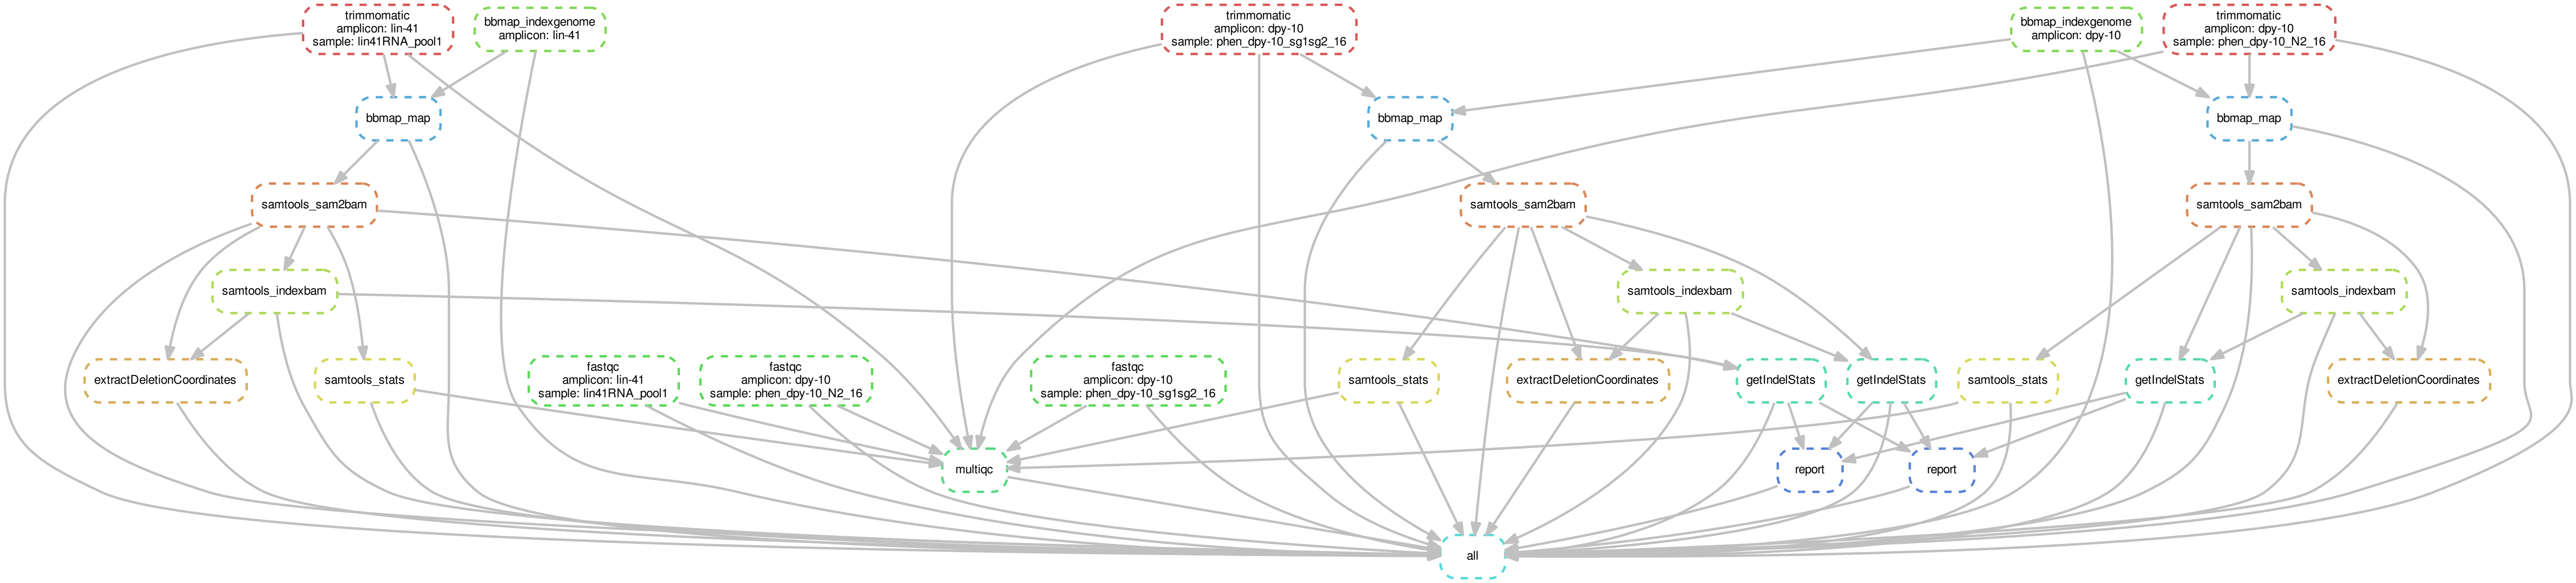 trimmomatic
amplicon: lin-41
sample: lin41RNA_pool1
bbmap_indexgenome
amplicon: lin-41
trimmomatic
amplicon: dpy-10
sample: phen_dpy-10_sg1sg2_16
bbmap_indexgenome
amplicon: dpy-10
trimmomatic
amplicon: dpy-10
sample: phen_dpy-10_N2_16
bbmap_map
bbmap_map
bbmap_map
samtools_sam2bam
samtools_sam2bam
samtools_sam2bam
samtools_indexbam
samtools_indexbam
samtools_indexbam
extractDeletionCoordinates
samtools_stats
fastqc
amplicon: lin-41
sample: lin41RNA_pool1
fastqc
amplicon: dpy-10
sample: phen_dpy-10_N2_16
fastqc
amplicon: dpy-10
sample: phen_dpy-10_sg1sg2_16
samtools_stats
extractDeletionCoordinates
getIndelStats
getIndelStats
samtools_stats
getIndelStats
extractDeletionCoordinates
multiqc
report
report
all